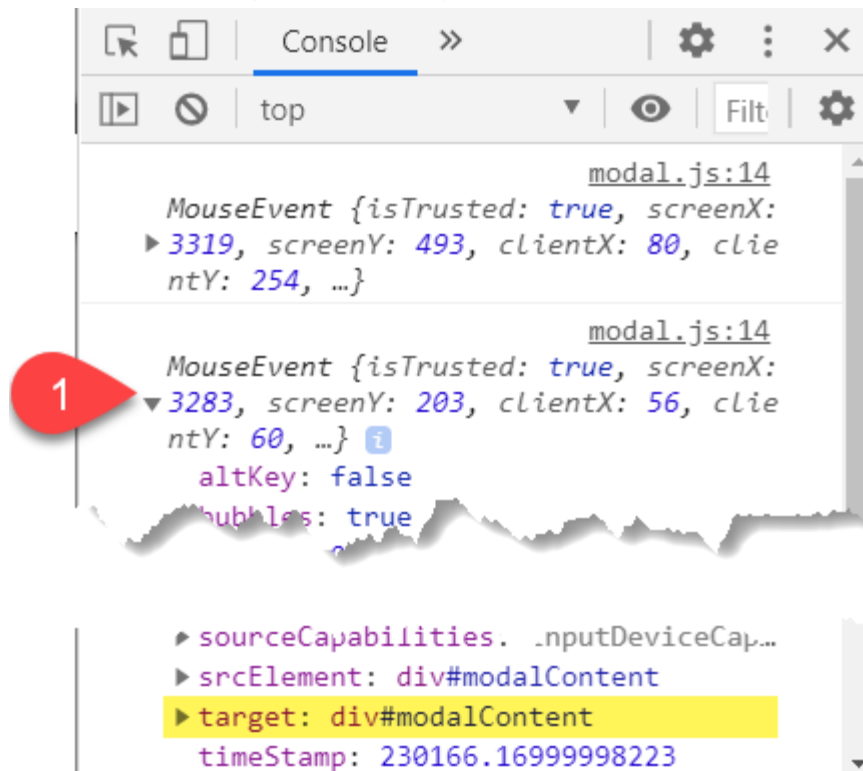 Console »
top Filt
modal.js:14
MouseEvent {isTrusted: true, screenX:
3319, screenY: 493, clientX: 80, clie
ntY: 254, …}
modal.js:14
MouseEvent {isTrusted: true, screenX:
1 3283, screenY: 203, clientX: 56, clie
ntY: 60, …} i
altKey: false
bubbles: true
sourceCapabilities. InputDeviceCap…
srcElement: div#modalContent
target: div#modalContent
timeStamp: 230166.16999998223